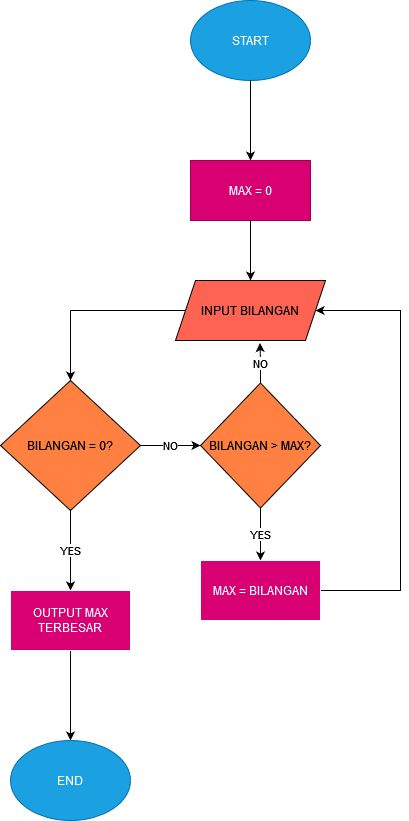 START
MAX = 0
INPUT BILANGAN
NO
BILANGAN = 0?
NO
BILANGAN > MAX?
YES
YES
MAX = BILANGAN
OUTPUT MAX
TERBESAR
END